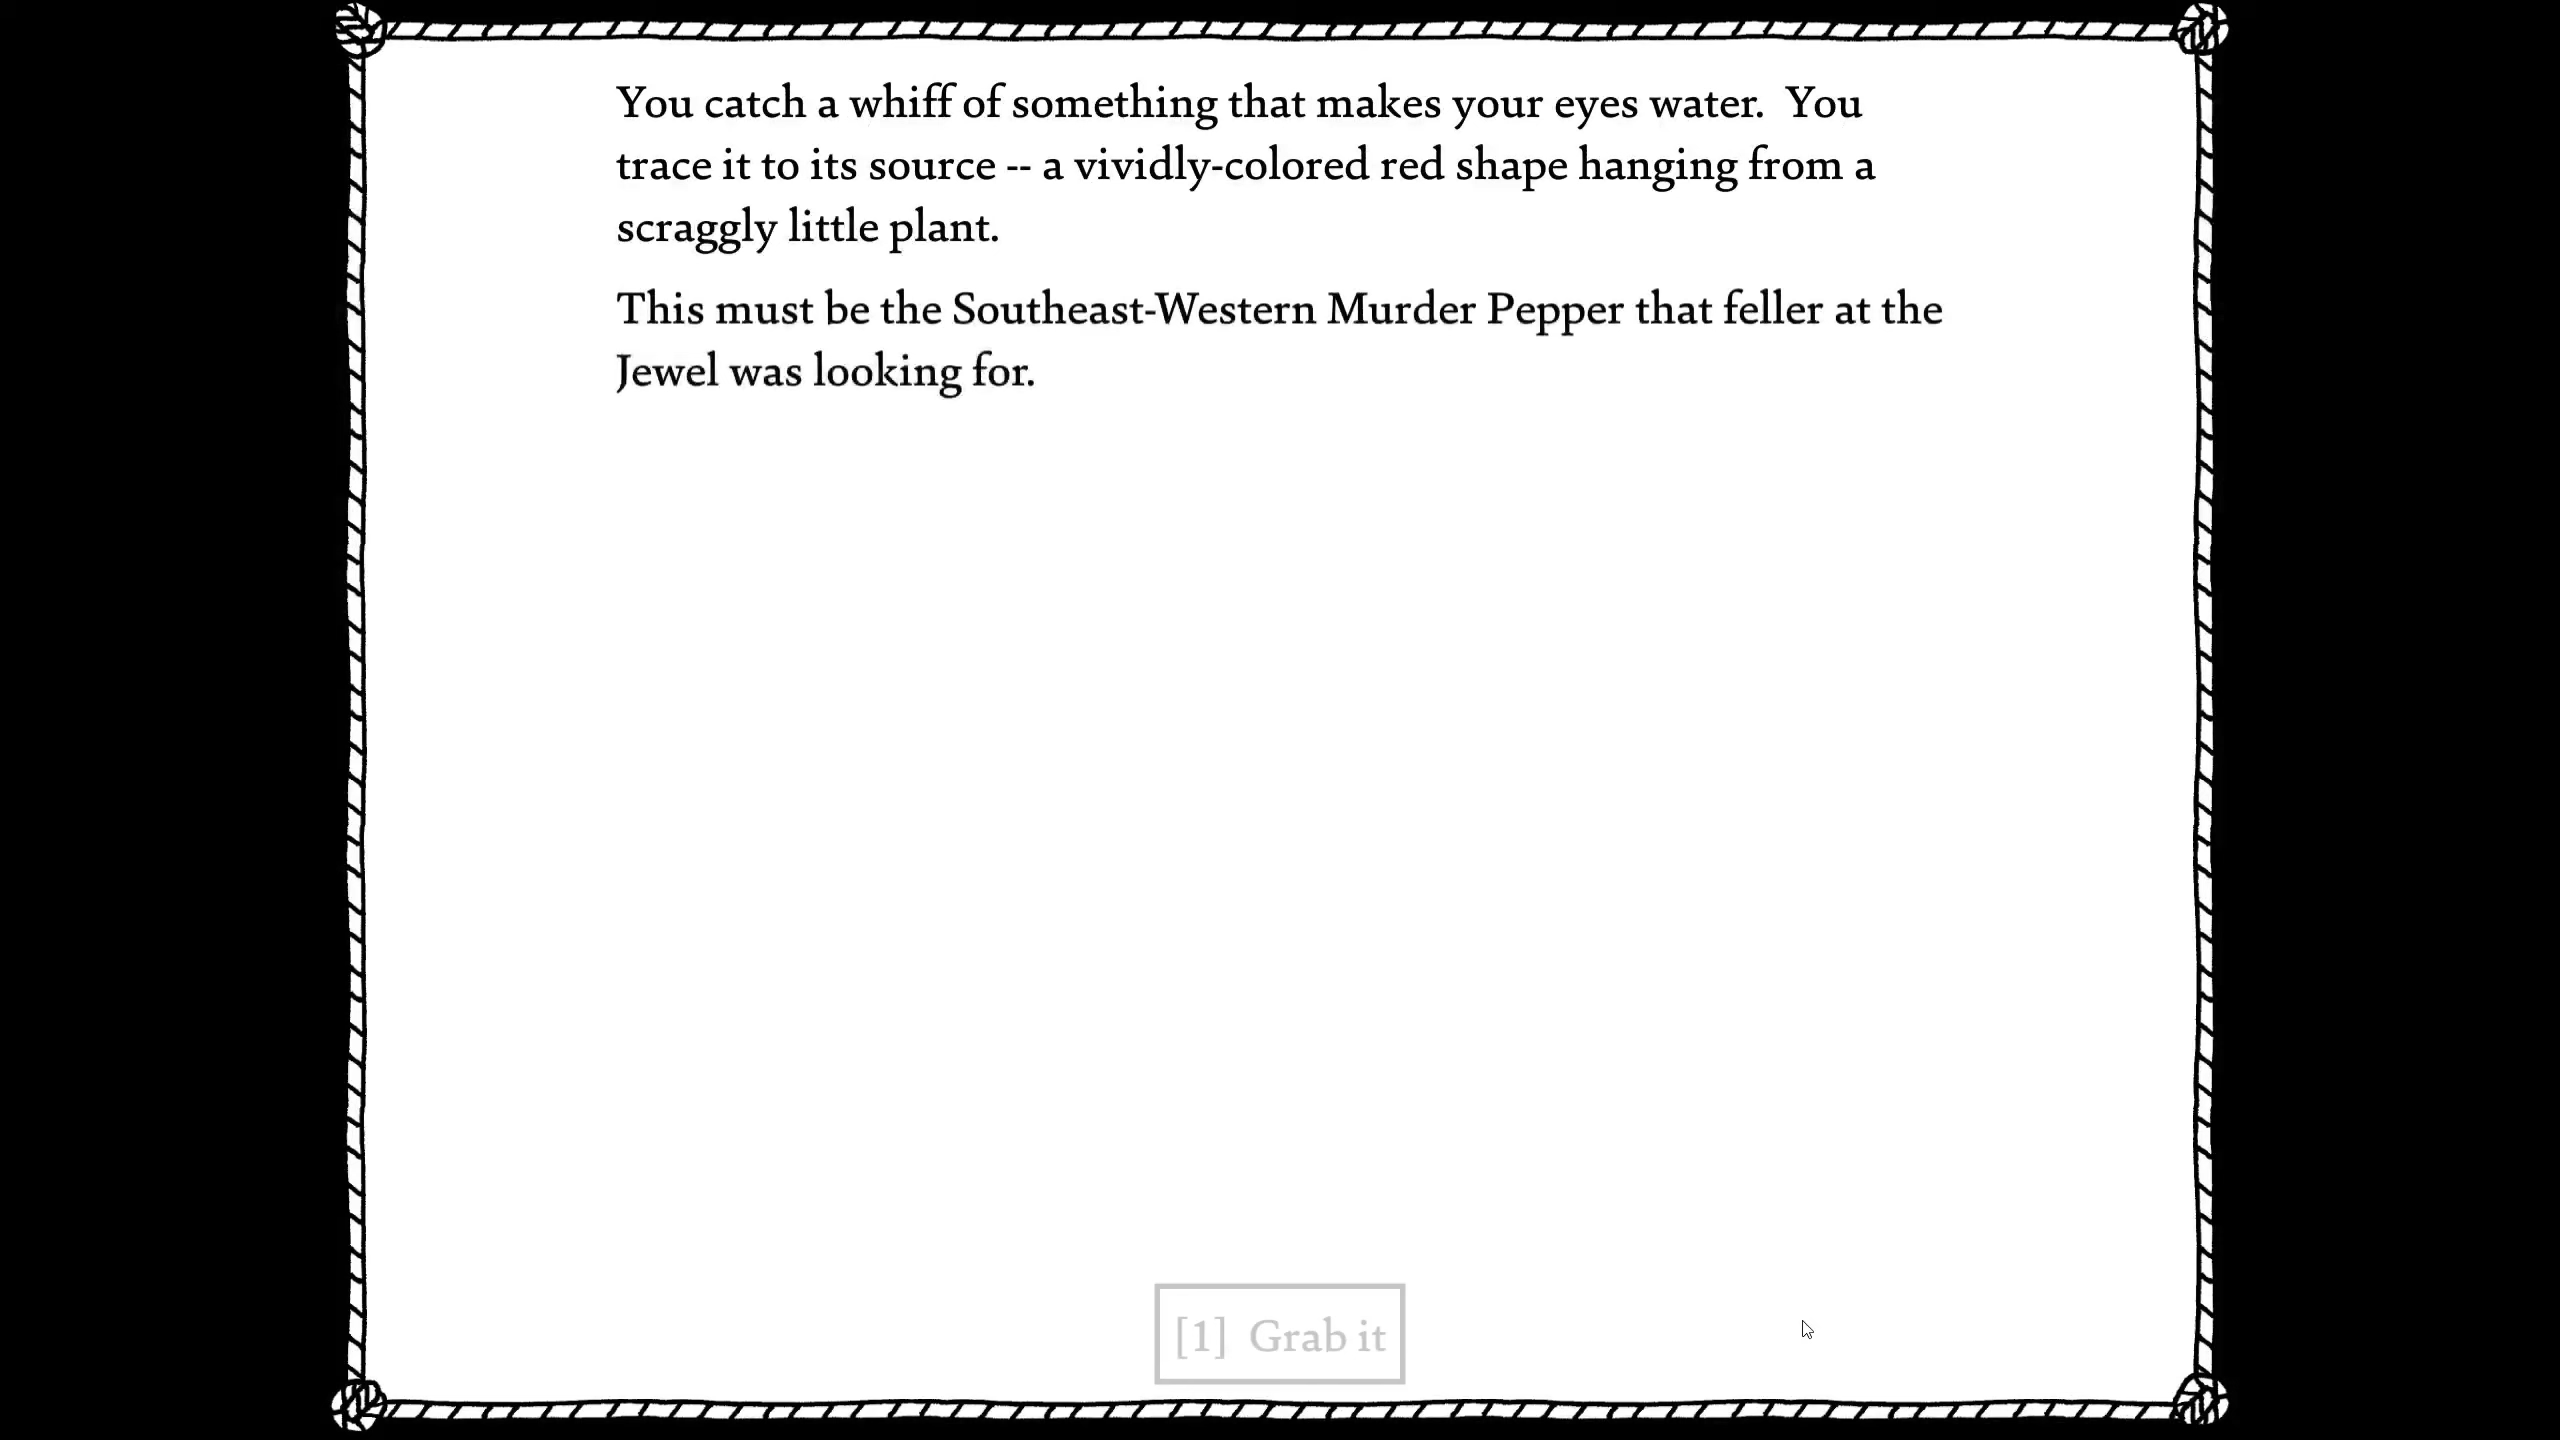 You catch a whiff of something that makes your eyes water.  You
trace it to its source -- a vividly-colored red shape hanging from a
scraggly little plant.
This must be the Southeast-Western Murder Pepper that feller at the
Jewel was looking for.
[1]  Grab it